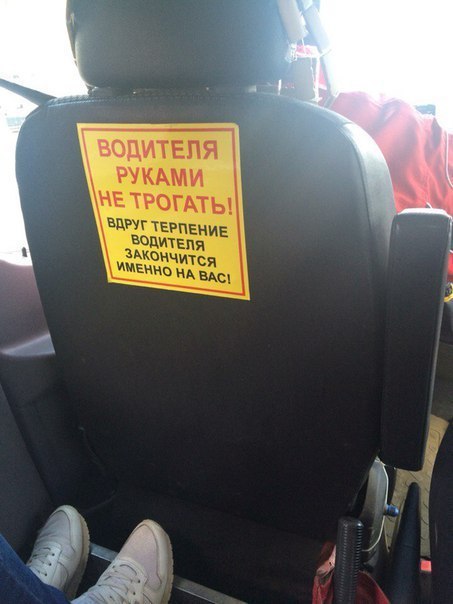 ВОДИТЕЛЯ
РУКАМИ
НЕ ТРОГАТЬ!
ВДРУГ ТЕРПЕНИЕ
ВОДИТЕЛЯ
ЗАКОНЧИТСЯ
ИМЕННО НА ВАС!